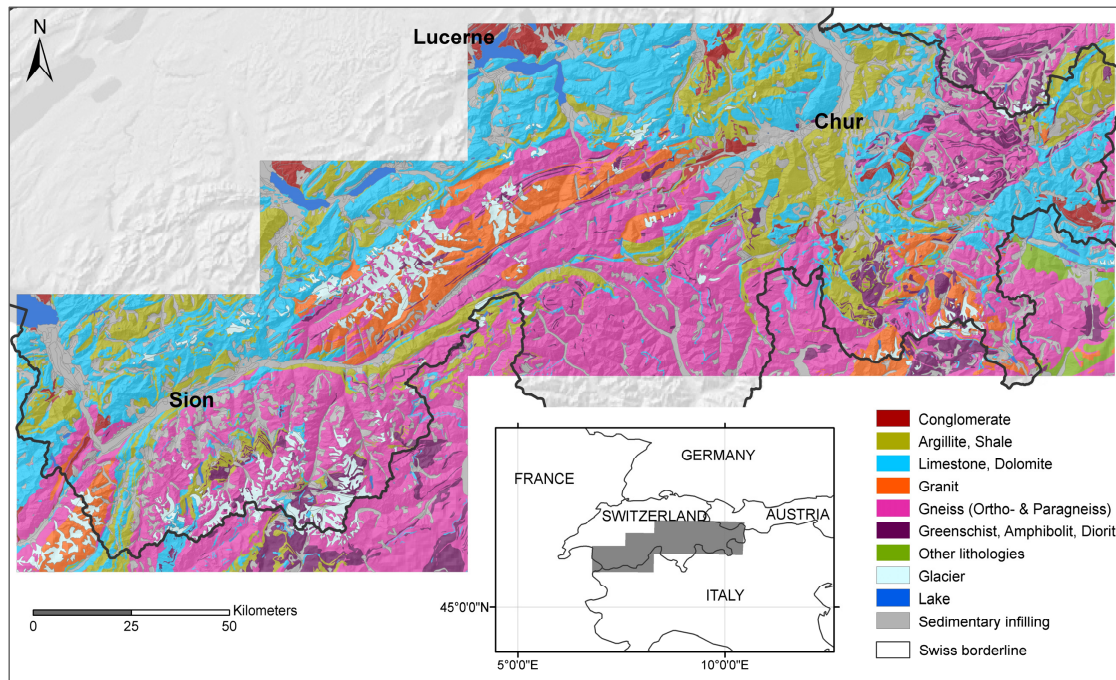 N
Lucerne
Chur
Sion
Kilometers
0 25 50
FRANCE
GERMANY
SWITZERLAND
AUSTRIA
ITALY
45°0'0"N
5°0'0"E
10°0'0"E
Conglomerate
Argillite, Shale
Limestone, Dolomite
Granit
Gneiss (Ortho- & Paragneiss)
Greenschist, Amphibolit, Diorit
Other lithologies
Glacier
Lake
Sedimentary infilling
Swiss borderline